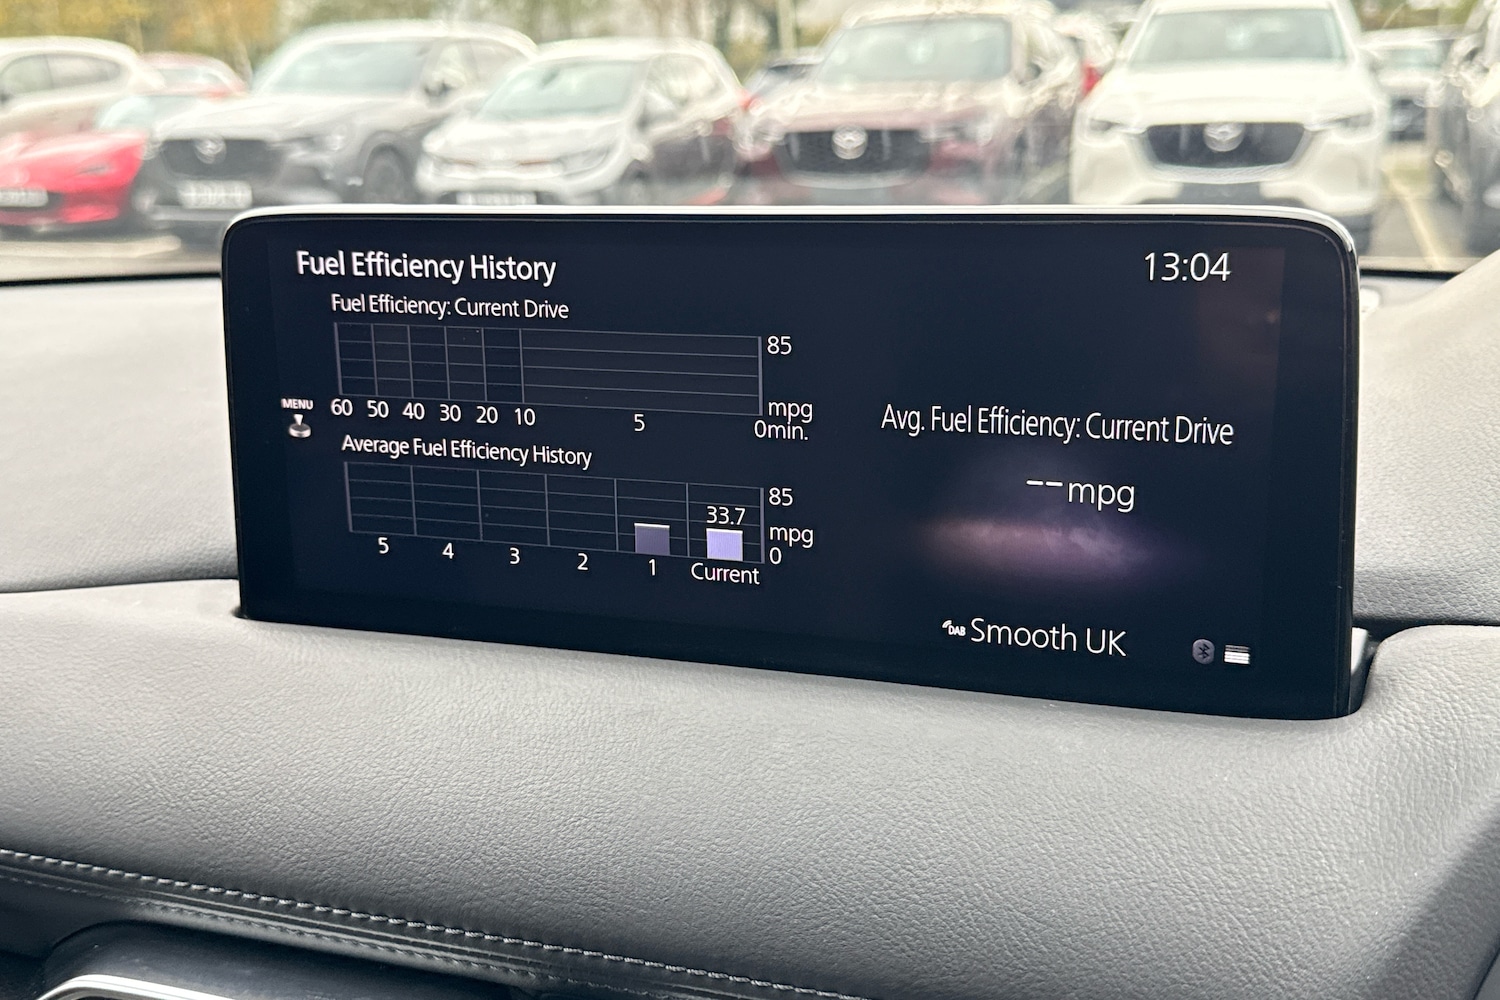 Fuel Efficiency History
13:04
Fuel Efficiency: Current Drive
85
mpg
60 50 40 30 20 10 5 0min.
MENU
Average Fuel Efficiency History
85
33.7
mpg
0
5 4 3 2 1 Current
Avg. Fuel Efficiency: Current Drive
--mpg
DAB Smooth UK